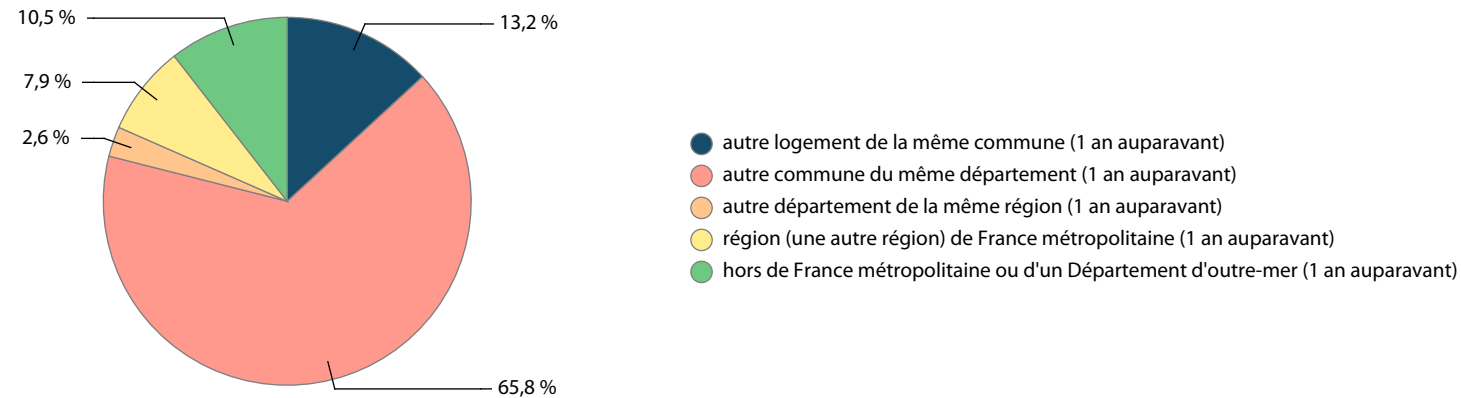 10,5 %
13,2 %
7,9 %
2,6 %
65,8 %
autre logement de la même commune (1 an auparavant)
autre commune du même département (1 an auparavant)
autre département de la même région (1 an auparavant)
région (une autre région) de France métropolitaine (1 an auparavant)
hors de France métropolitaine ou d'un Département d'outre-mer (1 an auparavant)